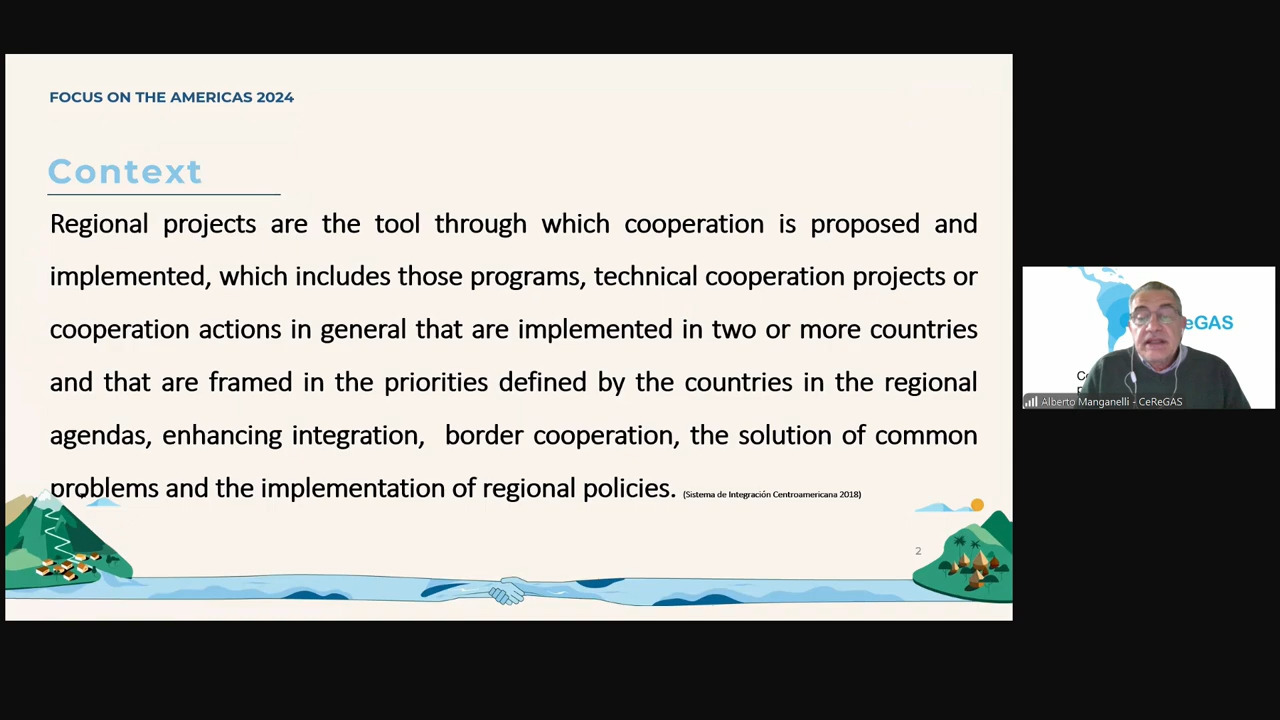 FOCUS ON THE AMERICAS 2024
Context
Regional projects are the tool through which cooperation is proposed and
implemented, which includes those programs, technical cooperation projects or
cooperation actions in general that are implemented in two or more countries
and that are framed in the priorities defined by the countries in the regional
agendas, enhancing integration, border cooperation, the solution of common
problems and the implementation of regional policies. (Sistema de Integración Centroamericana 2018)
2
eGAS
Alberto Manganelli - CeReGAS